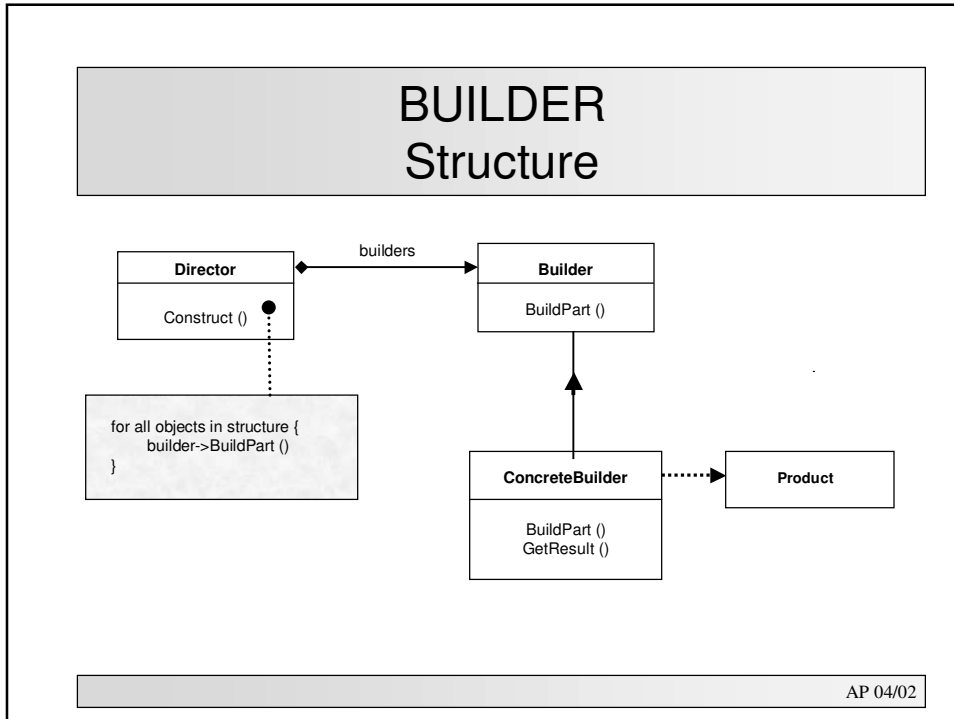 BUILDER
Structure
builders
Director
Construct ()
for all objects in structure {
builder->BuildPart ()
}
Builder
BuildPart ()
ConcreteBuilder
BuildPart ()
GetResult ()
Product
AP 04/02